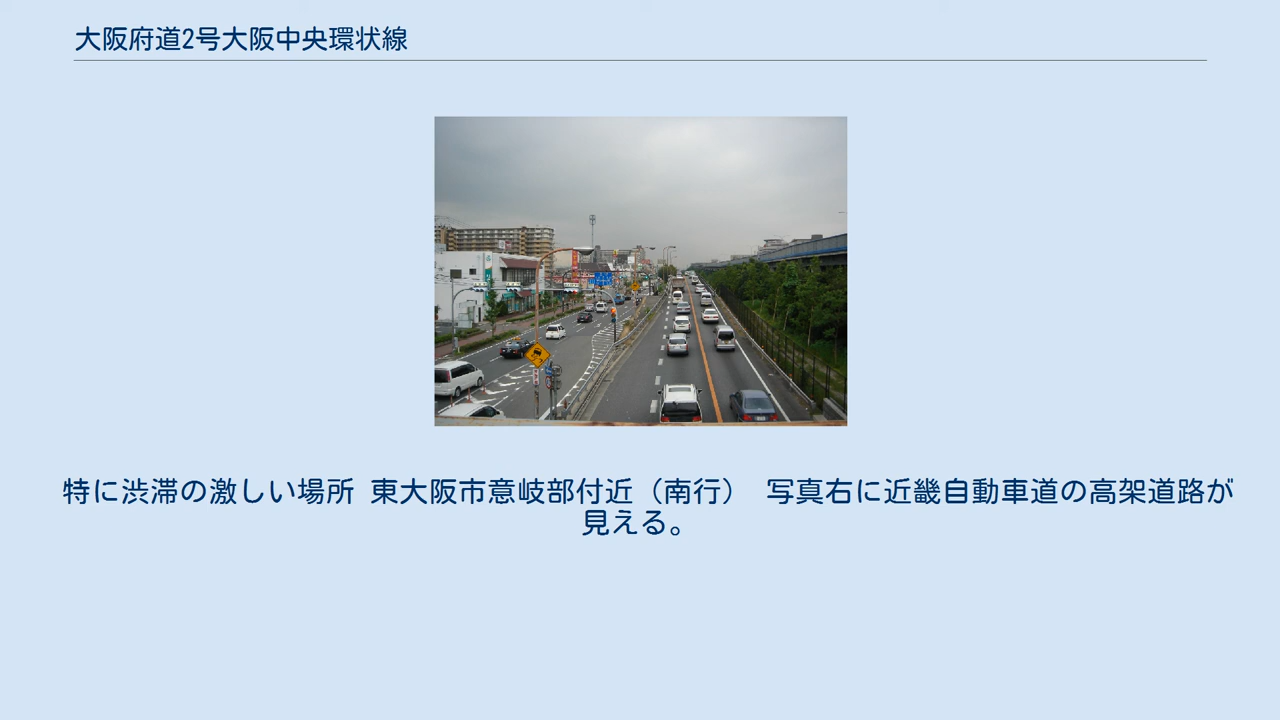 大阪府道2号大阪中央環状線
特に渋滞の激しい場所 東大阪市意岐部付近（南行） 写真右に近畿自動車道の高架道路が
見える。